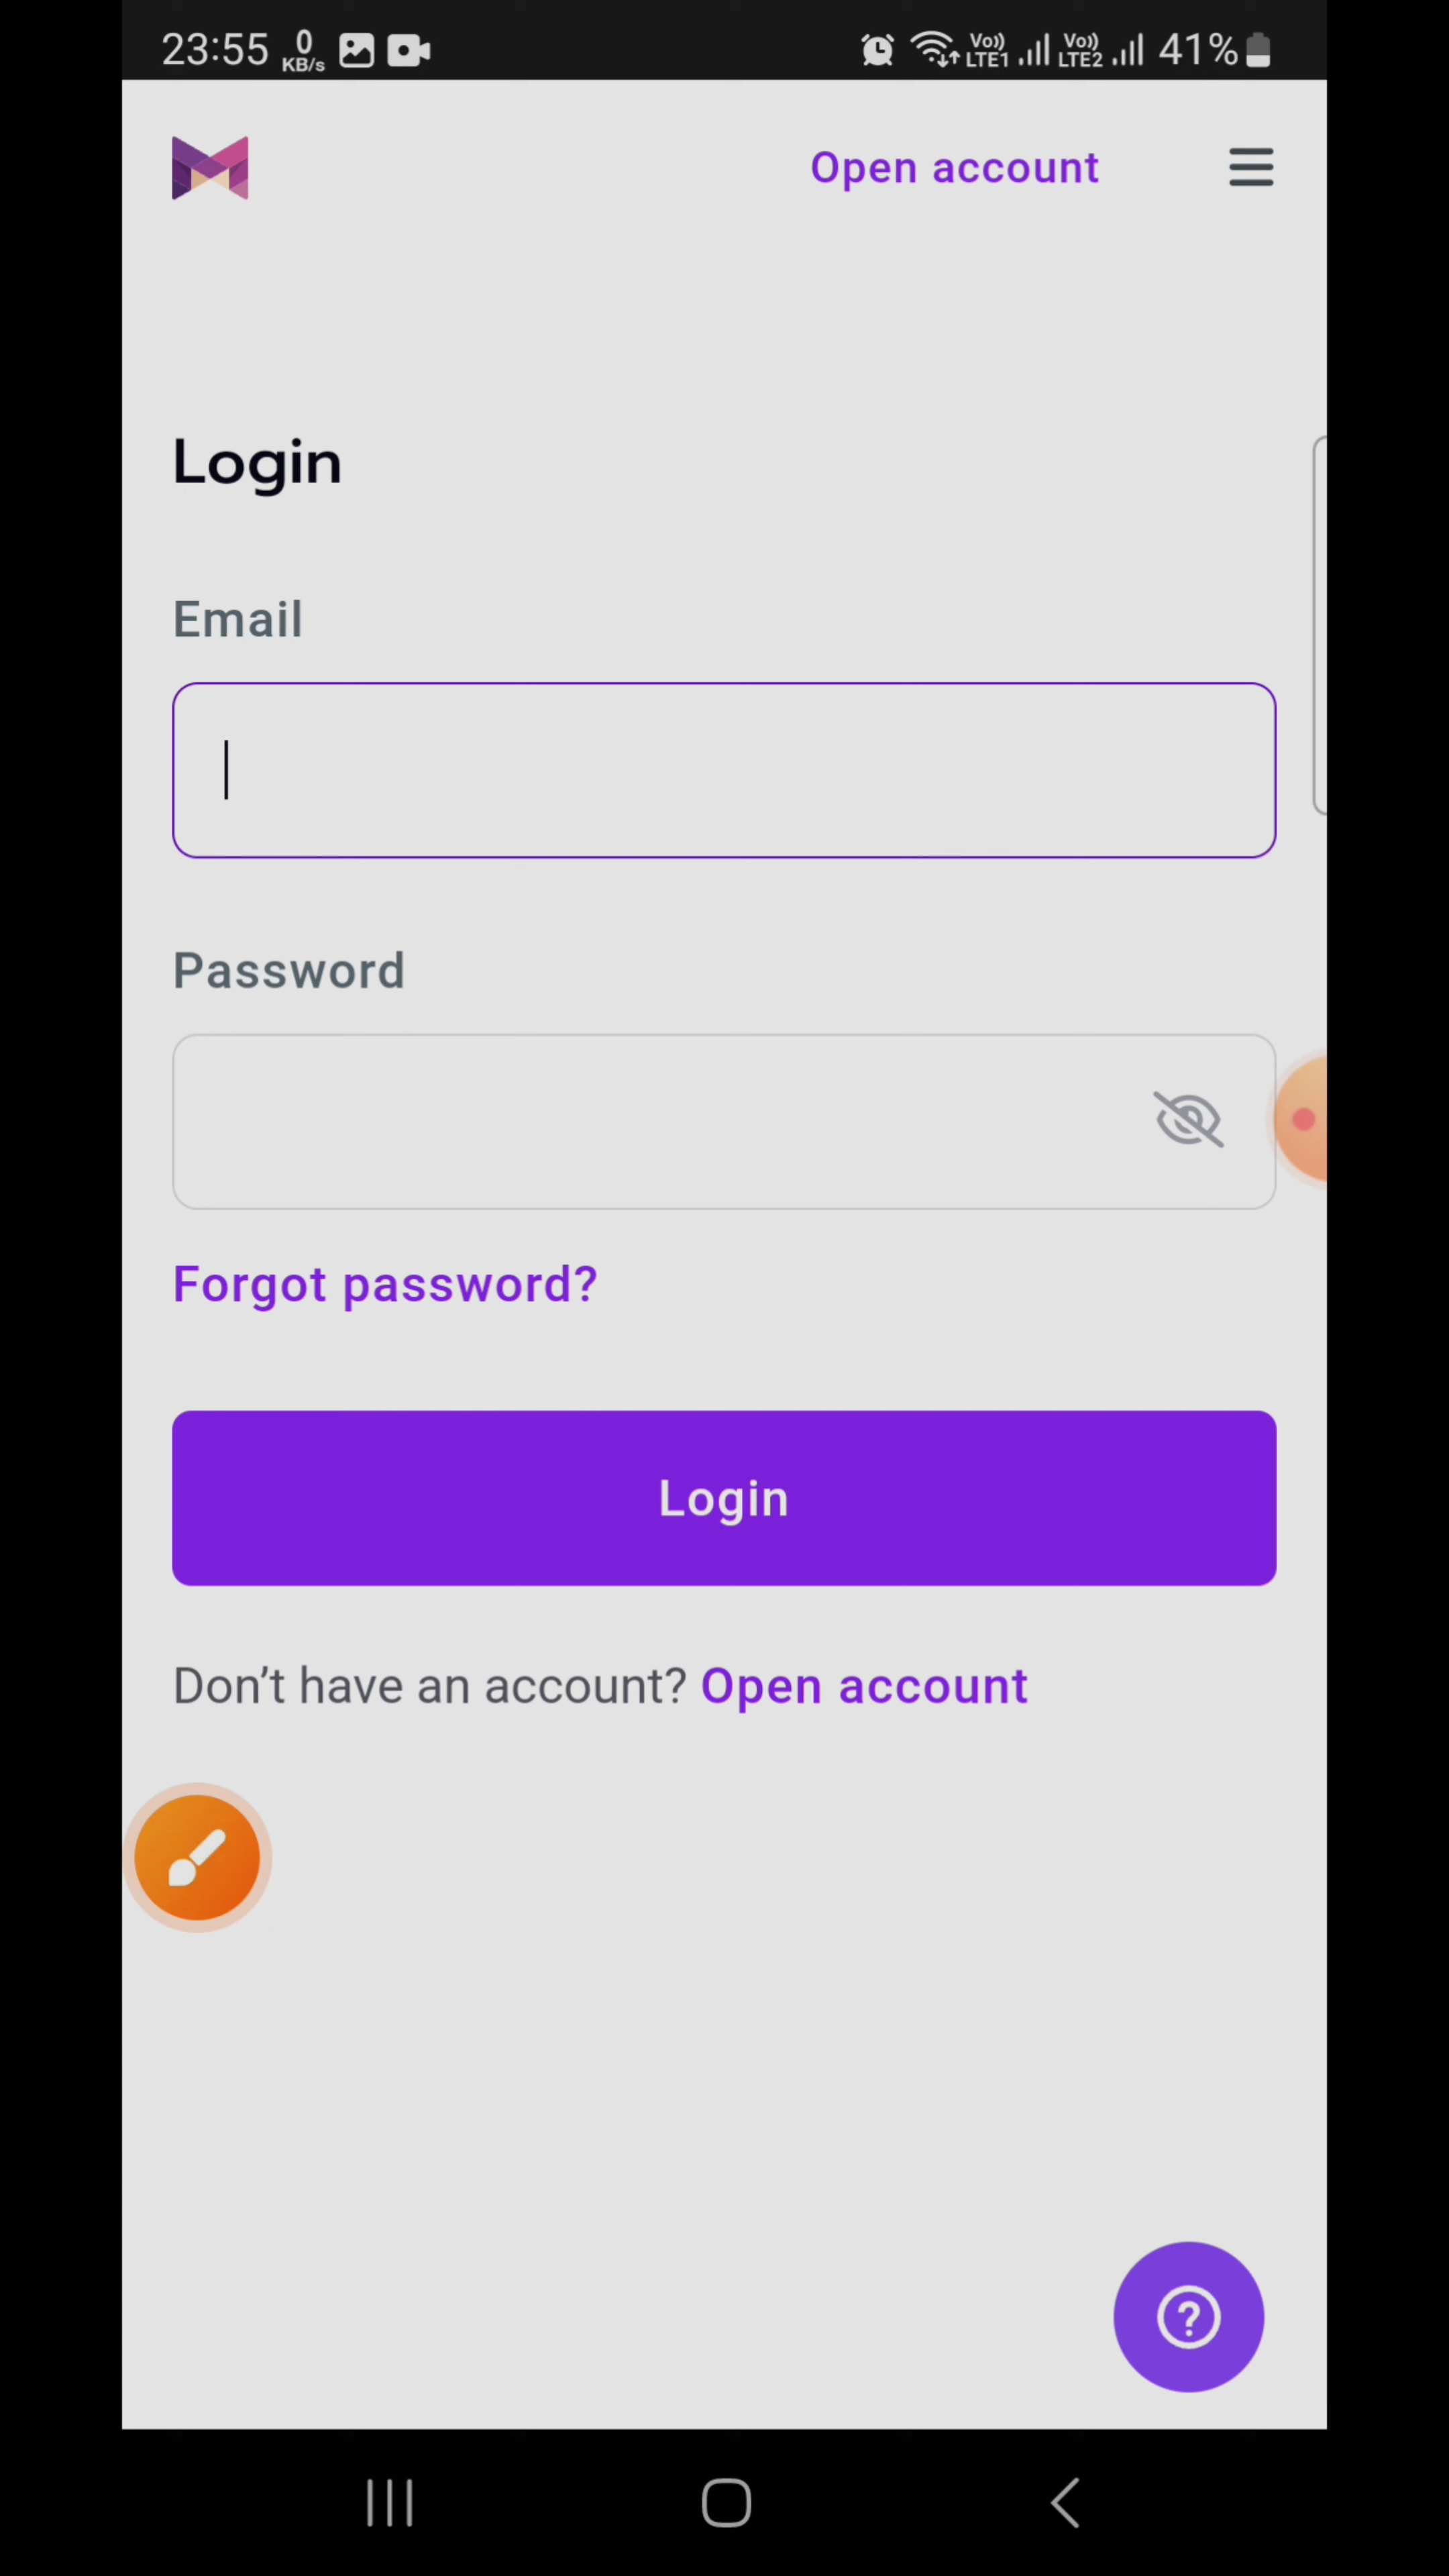 23:55 0 KB/s Vo)) LTE1 Vo)) LTE2 41%
Open account
Login
Email
Password
Forgot password?
Login
Don't have an account? Open account
?